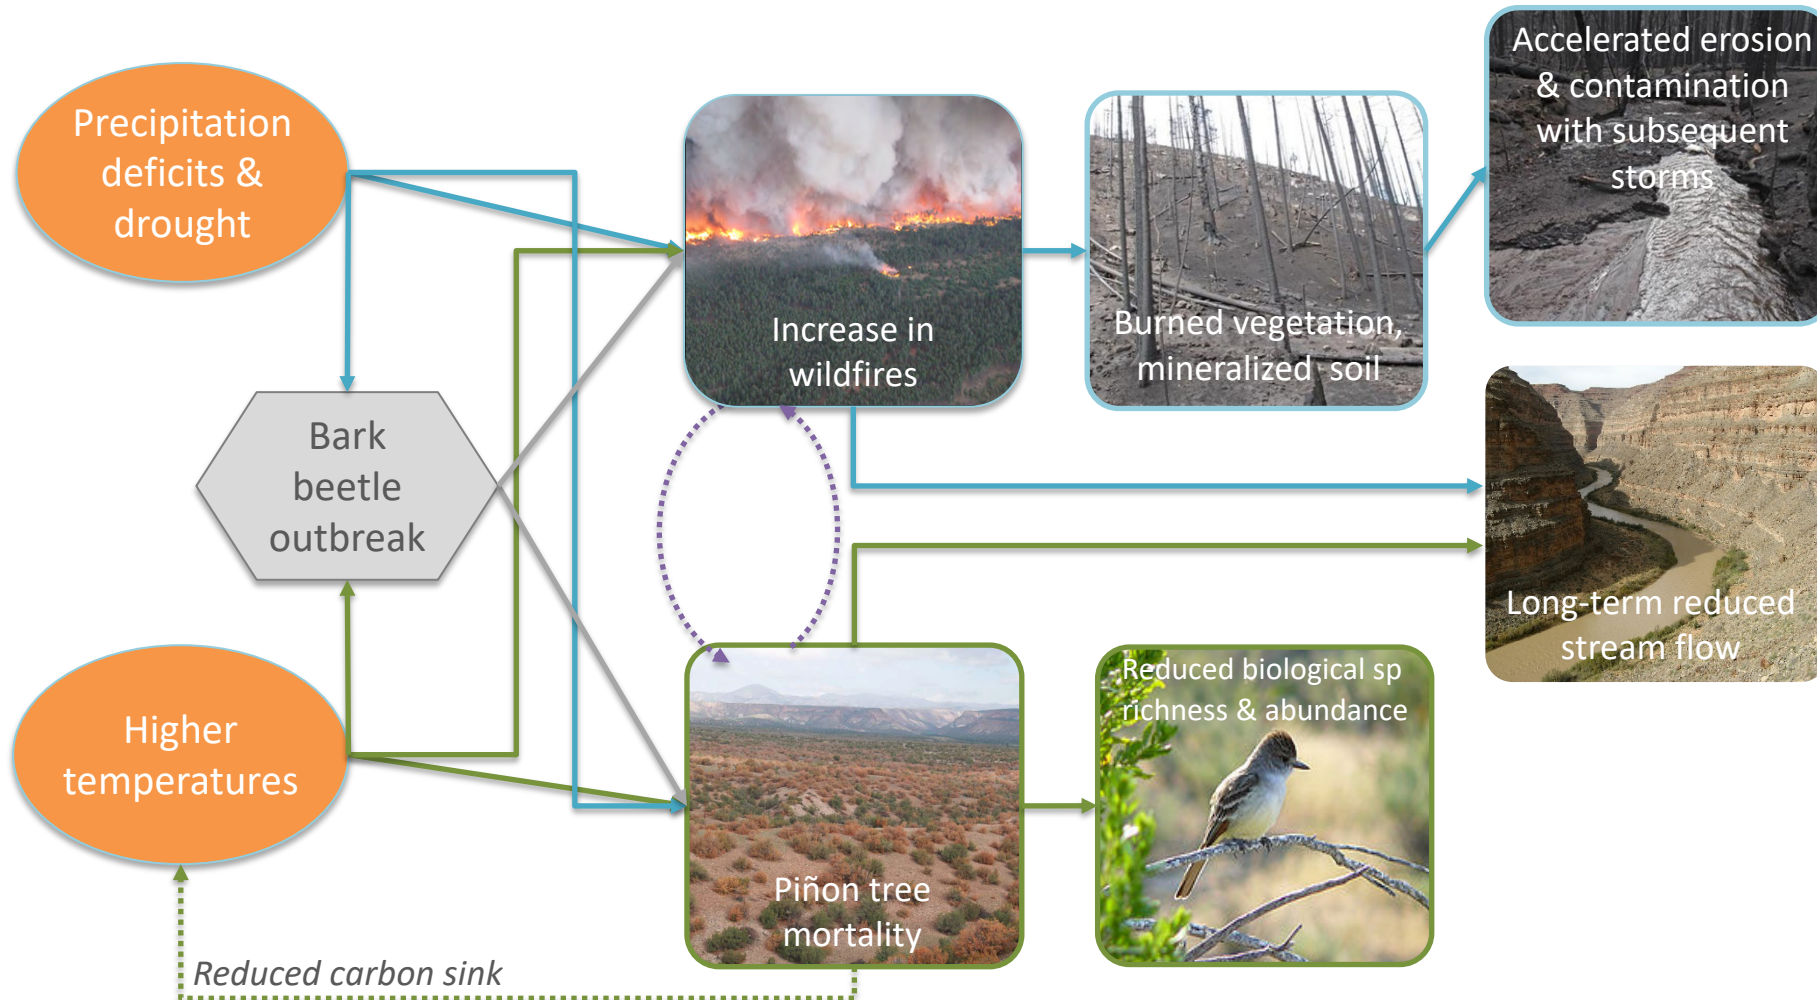 Precipitation
deficits &
drought
Bark
beetle
outbreak
Higher
temperatures
Reduced carbon sink
Increase in
wildfires
Piñon tree
mortality
Burned vegetation,
mineralized soil
Reduced biological sp
richness & abundance
Accelerated erosion
& contamination
with subsequent
storms
Long-term reduced
stream flow